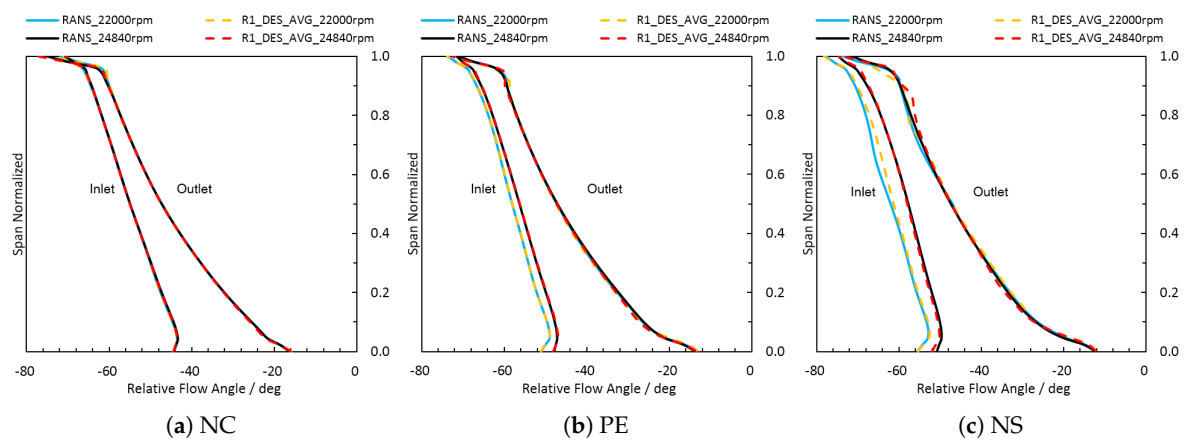 RANS_22000rpm R1_DES_AVG_22000rpm
RANS_24840rpm R1_DES_AVG_24840rpm
Span Normalized
Inlet
Outlet
1.0
0.8
0.6
0.4
0.2
0.0
-80 -60 -40 -20 0
Relative Flow Angle / deg
(a) NC
RANS_22000rpm R1_DES_AVG_22000rpm
RANS_24840rpm R1_DES_AVG_24840rpm
Span Normalized
Inlet
Outlet
1.0
0.8
0.6
0.4
0.2
0.0
-80 -60 -40 -20 0
Relative Flow Angle / deg
(b) PE
RANS_22000rpm R1_DES_AVG_22000rpm
RANS_24840rpm R1_DES_AVG_24840rpm
Span Normalized
Inlet
Outlet
1.0
0.8
0.6
0.4
0.2
0.0
-80 -60 -40 -20 0
Relative Flow Angle / deg
(c) NS